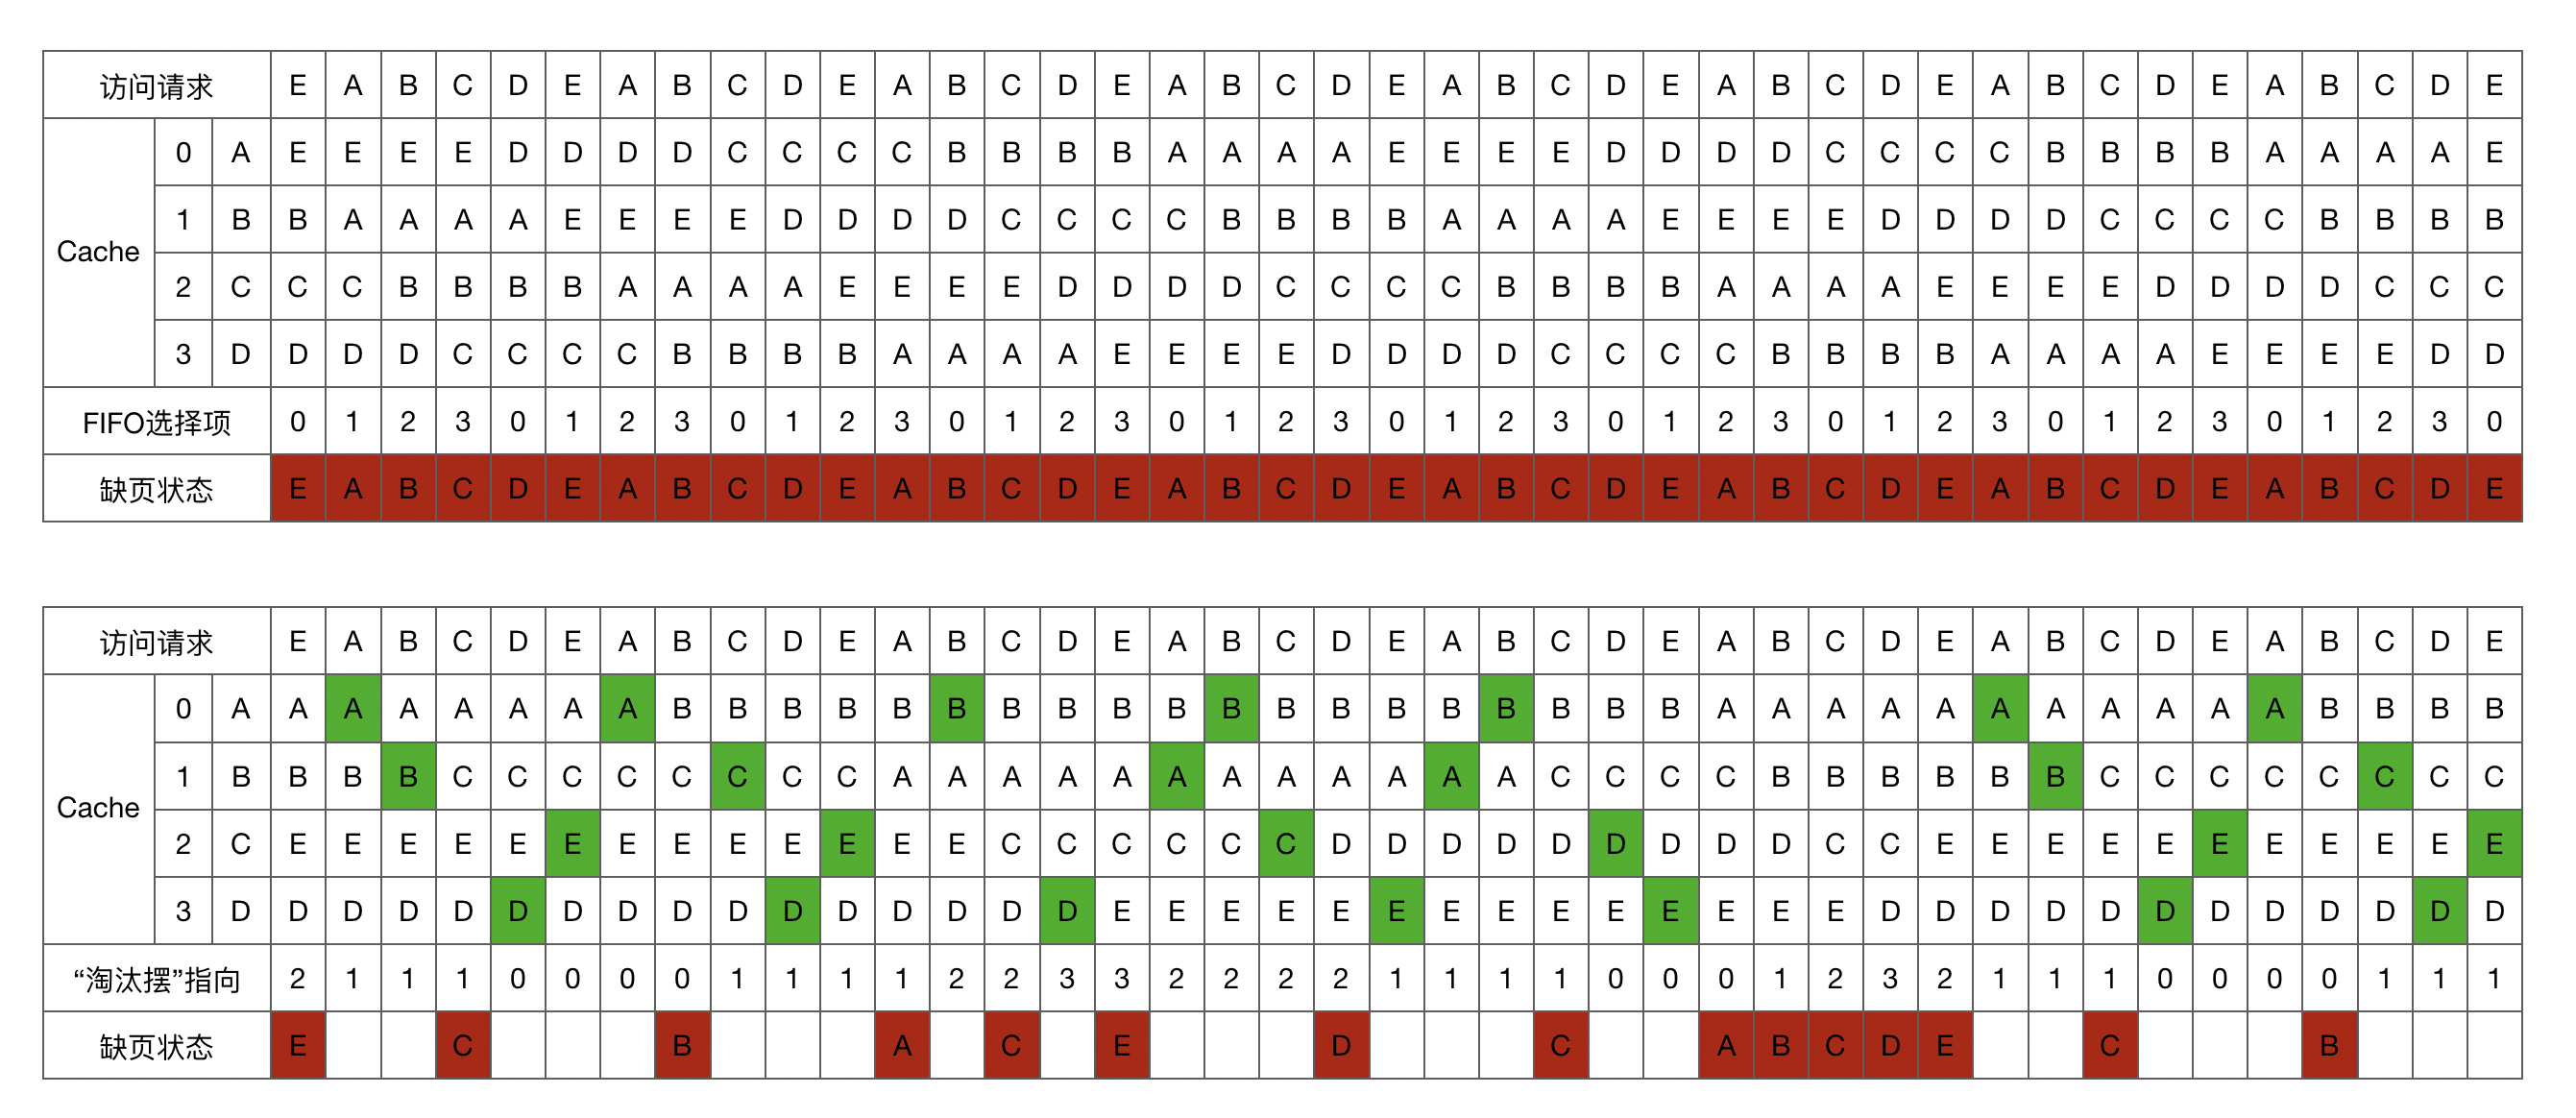 访问请求 E A B C D E A B C D E A B C D E A B C D E A B C D E A B C D E A B C D E A B C D E
Cache
0 A E E E E D D D D C C C C B B B B A A A A E E E E D D D D C C C C B B B B A A A A E
1 B B A A A A E E E E D D D D C C C C B B B B A A A A E E E E D D D D C C C C B B B B
2 C C C B B B B A A A A E E E E D D D D C C C C B B B B A A A A E E E E D D D D C C C
3 D D D D C C C C B B B B A A A A E E E E D D D D C C C C B B B B A A A A E E E E D D
FIFO选择项 0 1 2 3 0 1 2 3 0 1 2 3 0 1 2 3 0 1 2 3 0 1 2 3 0 1 2 3 0 1 2 3 0 1 2 3 0 1 2 3 0
缺页状态 E A B C D E A B C D E A B C D E A B C D E A B C D E A B C D E A B C D E A B C D E
访问请求 E A B C D E A B C D E A B C D E A B C D E A B C D E A B C D E A B C D E A B C D E
Cache
0 A A A A A A A A B B B B B B B B B B B B B B B B B B B A A A A A A A A A A A B B B B
1 B B B B C C C C C C C C A A A A A A A A A A A A C C C C B B B B B B C C C C C C C C
2 C E E E E E E E E E E E E E C C C C C C D D D D D D D D D C C E E E E E E E E E E E
3 D D D D D D D D D D D D D D D D E E E E E E E E E E E E E E D D D D D D D D D D D D
“淘汰摆”指向 2 1 1 1 0 0 0 0 1 1 1 1 2 2 3 3 2 2 2 2 1 1 1 1 0 0 0 1 2 3 2 1 1 1 0 0 0 0 1 1 1
缺页状态 E C B A C E D C A B C D E C B